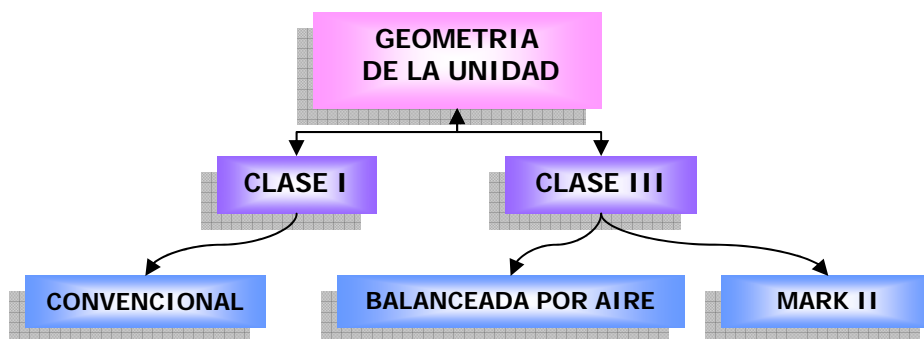 GEOMETRIA
DE LA UNIDAD
CLASE I
CLASE III
CONVENCIONAL
BALANCEADA POR AIRE
MARK II